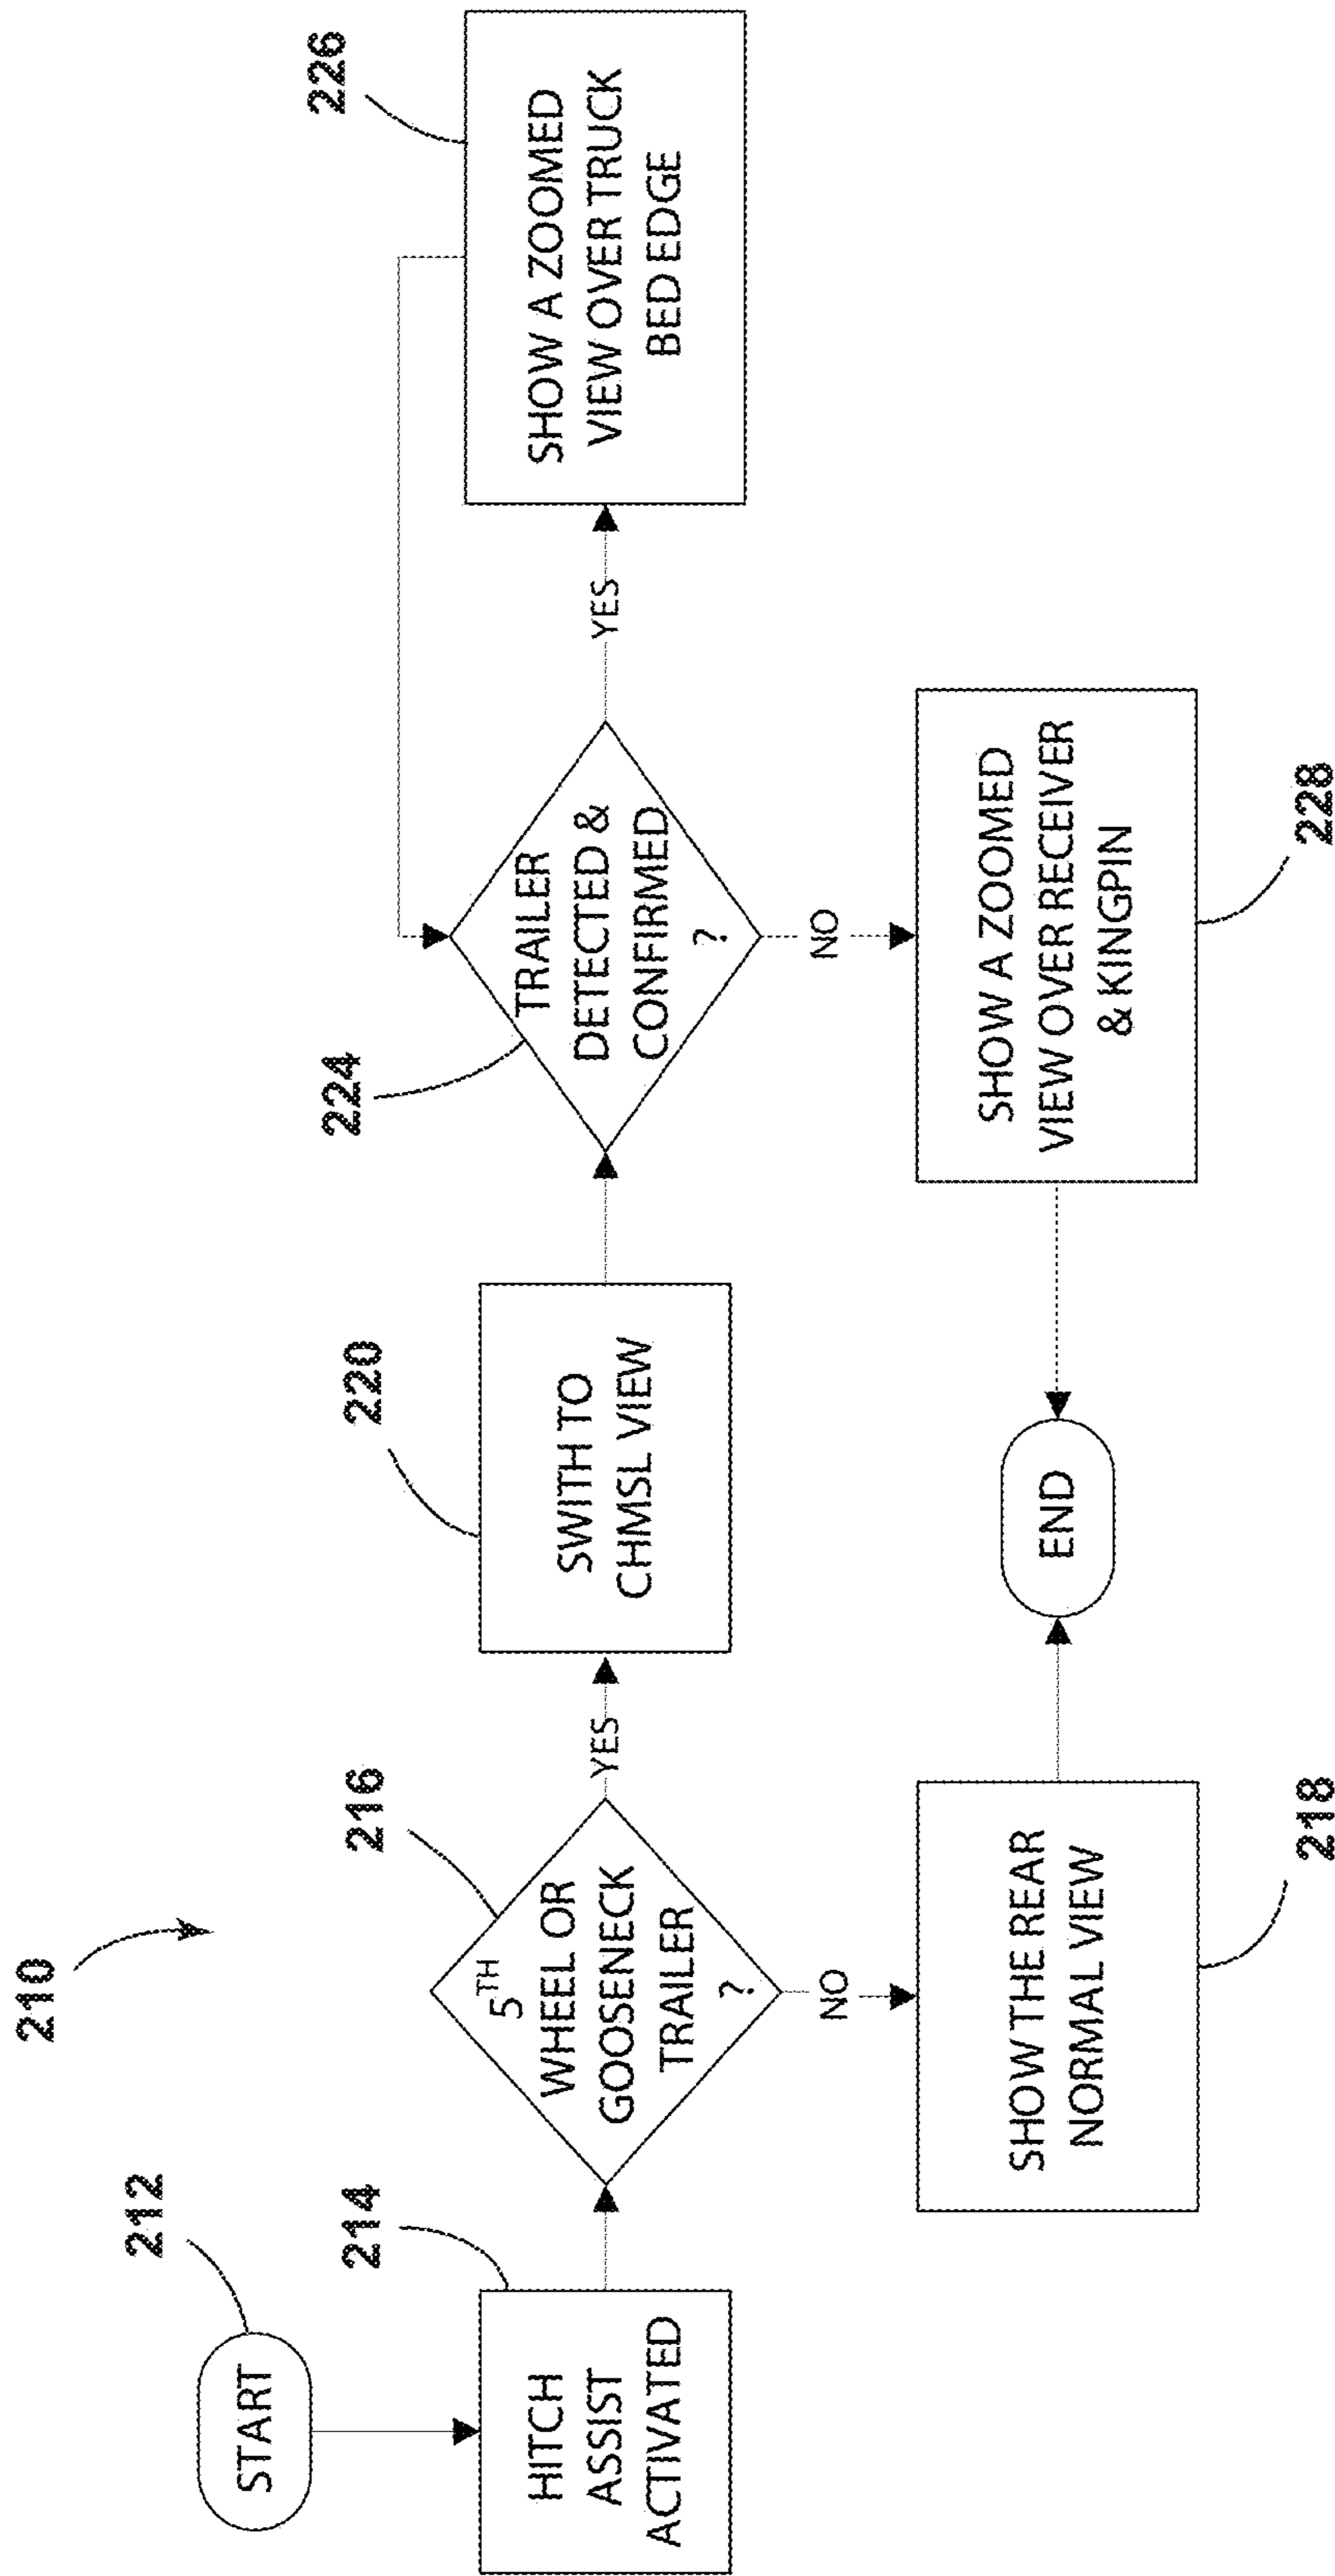 210
212
START
214
HITCH
ASSIST
ACTIVATED
216
5TH
WHEEL OR
GOOSENECK
TRAILER
?
YES
NO
218
SHOW THE REAR
NORMAL VIEW
220
SWITH TO
CHMSL VIEW
224
TRAILER
DETECTED &
CONFIRMED
?
YES
NO
226
SHOW A ZOOMED
VIEW OVER TRUCK
BED EDGE
228
SHOW A ZOOMED
VIEW OVER RECEIVER
& KINGPIN
END